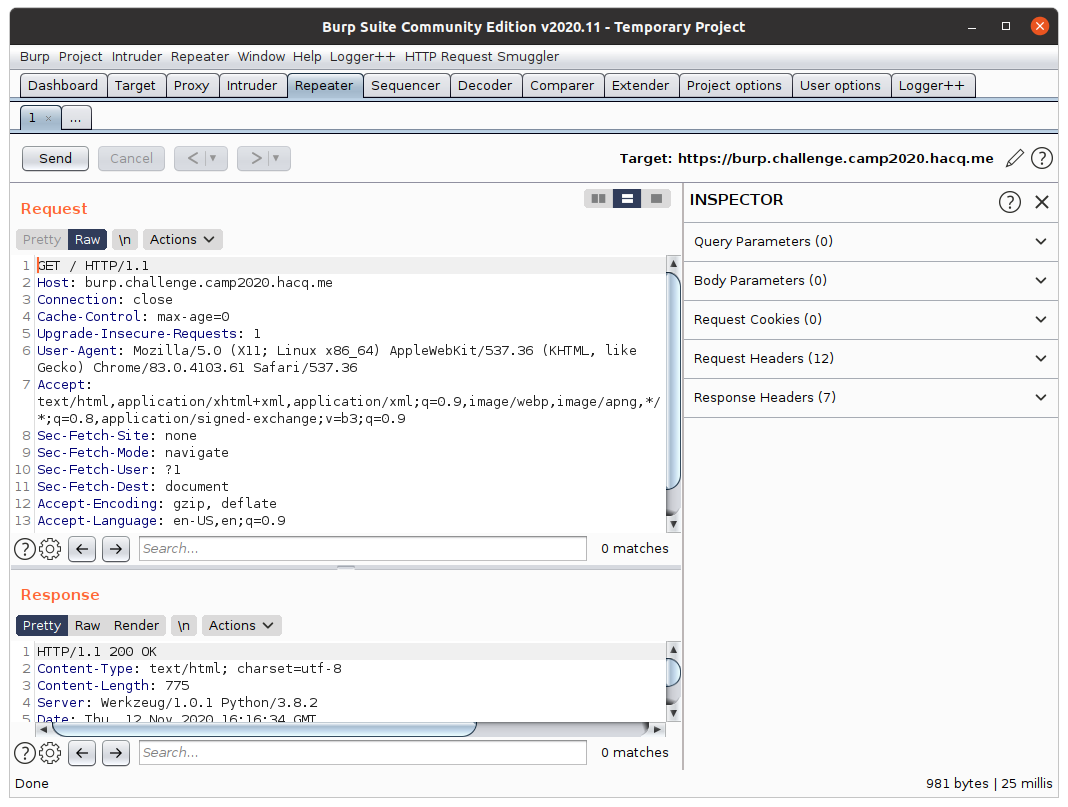 Burp Suite Community Edition v2020.11 - Temporary Project
Burp Project Intruder Repeater Window Help Logger++ HTTP Request Smuggler
Dashboard Target Proxy Intruder Repeater Sequencer Decoder Comparer Extender Project options User options Logger++
1 × ...
Send Cancel < > Target: https://burp.challenge.camp2020.hacq.me
Request
Pretty Raw \n Actions
1 GET / HTTP/1.1
2 Host: burp.challenge.camp2020.hacq.me
3 Connection: close
4 Cache-Control: max-age=0
5 Upgrade-Insecure-Requests: 1
6 User-Agent: Mozilla/5.0 (X11; Linux x86_64) AppleWebKit/537.36 (KHTML, like
Gecko) Chrome/83.0.4103.61 Safari/537.36
7 Accept:
text/html,application/xhtml+xml,application/xml;q=0.9,image/webp,image/apng,*/
*;q=0.8,application/signed-exchange;v=b3;q=0.9
8 Sec-Fetch-Site: none
9 Sec-Fetch-Mode: navigate
10 Sec-Fetch-User: ?1
11 Sec-Fetch-Dest: document
12 Accept-Encoding: gzip, deflate
13 Accept-Language: en-US,en;q=0.9
? Search... 0 matches
Response
Pretty Raw Render \n Actions
1 HTTP/1.1 200 OK
2 Content-Type: text/html; charset=utf-8
3 Content-Length: 775
4 Server: Werkzeug/1.0.1 Python/3.8.2
5 Date: Thu, 12 Nov 2020 16:16:34 GMT
? Search... 0 matches
INSPECTOR ?
Query Parameters (0)
Body Parameters (0)
Request Cookies (0)
Request Headers (12)
Response Headers (7)
Done 981 bytes | 25 millis